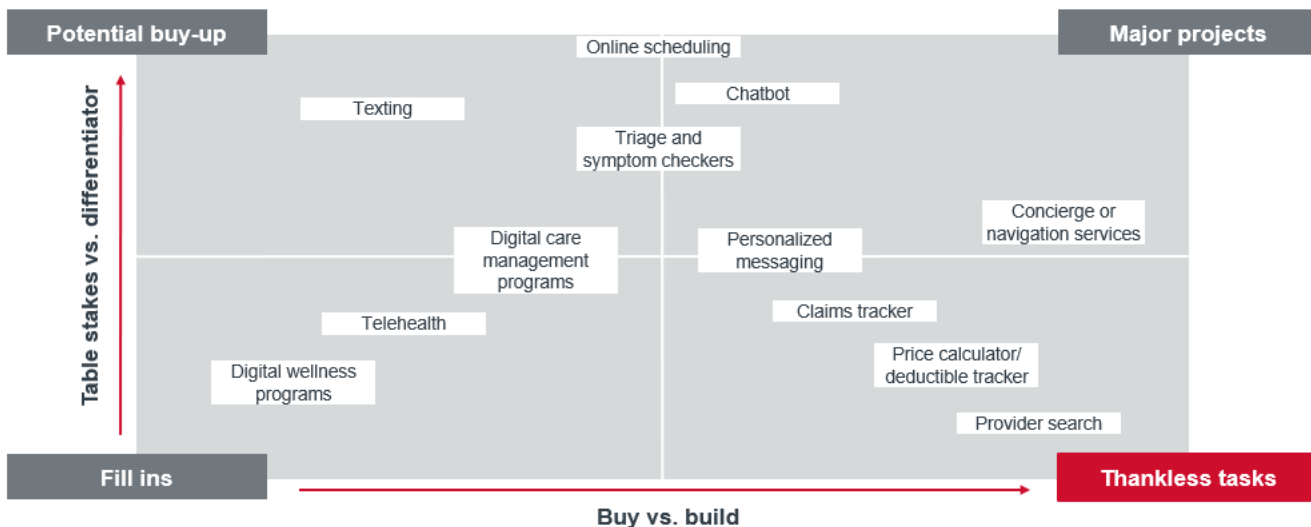 Potential buy-up
Major projects
Online scheduling
Chatbot
Texting
Triage and
symptom checkers
Concierge or
navigation services
Digital care
management
programs
Personalized
messaging
Claims tracker
Telehealth
Price calculator/
deductible tracker
Digital wellness
programs
Provider search
Table stakes vs. differentiator
Fill ins
Thankless tasks
Buy vs. build